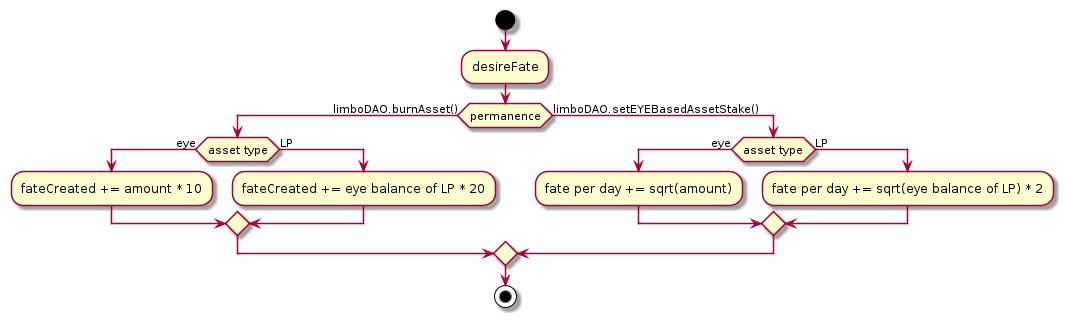 desireFate
limboDAO.burnAsset()
permanence
limboDAO.setEYEBasedAssetStake()
eye
asset type
LP
eye
asset type
LP
fateCreated += amount * 10
fateCreated += eye balance of LP * 20
fate per day += sqrt(amount)
fate per day += sqrt(eye balance of LP) * 2